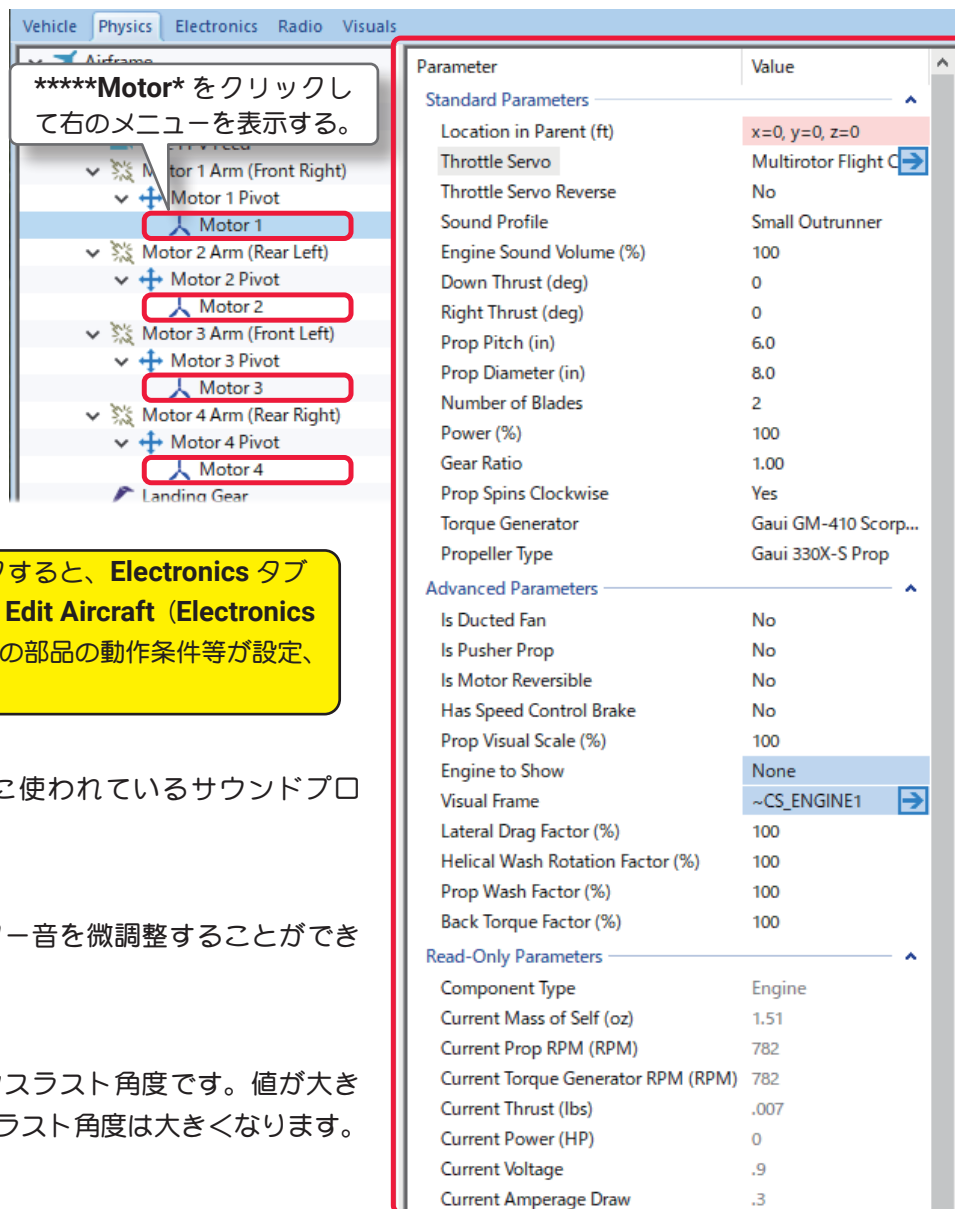 Vehicle Physics Electronics Radio Visuals
Airframe
*****Motor* をクリックし
て右のメニューを表示する。
Motor 1 Arm (Front Right)
Motor 1 Pivot
Motor 1
Motor 2 Arm (Rear Left)
Motor 2 Pivot
Motor 2
Motor 3 Arm (Front Left)
Motor 3 Pivot
Motor 3
Motor 4 Arm (Rear Right)
Motor 4 Pivot
Motor 4
Landing Gear
すると、Electronics タブ
Edit Aircraft（Electronics
の部品の動作条件等が設定、
に使われているサウンドプロ
ー音を微調整することができ
スラスト角度です。値が大き
ラスト角度は大きくなります。
Parameter Value
Standard Parameters
Location in Parent (ft) x=0, y=0, z=0
Throttle Servo Multirotor Flight C
Throttle Servo Reverse No
Sound Profile Small Outrunner
Engine Sound Volume (%) 100
Down Thrust (deg) 0
Right Thrust (deg) 0
Prop Pitch (in) 6.0
Prop Diameter (in) 8.0
Number of Blades 2
Power (%) 100
Gear Ratio 1.00
Prop Spins Clockwise Yes
Torque Generator Gaui GM-410 Scorp...
Propeller Type Gaui 330X-S Prop
Advanced Parameters
Is Ducted Fan No
Is Pusher Prop No
Is Motor Reversible No
Has Speed Control Brake No
Prop Visual Scale (%) 100
Engine to Show None
Visual Frame ~CS_ENGINE1
Lateral Drag Factor (%) 100
Helical Wash Rotation Factor (%) 100
Prop Wash Factor (%) 100
Back Torque Factor (%) 100
Read-Only Parameters
Component Type Engine
Current Mass of Self (oz) 1.51
Current Prop RPM (RPM) 782
Current Torque Generator RPM (RPM) 782
Current Thrust (lbs) .007
Current Power (HP) 0
Current Voltage .9
Current Amperage Draw .3